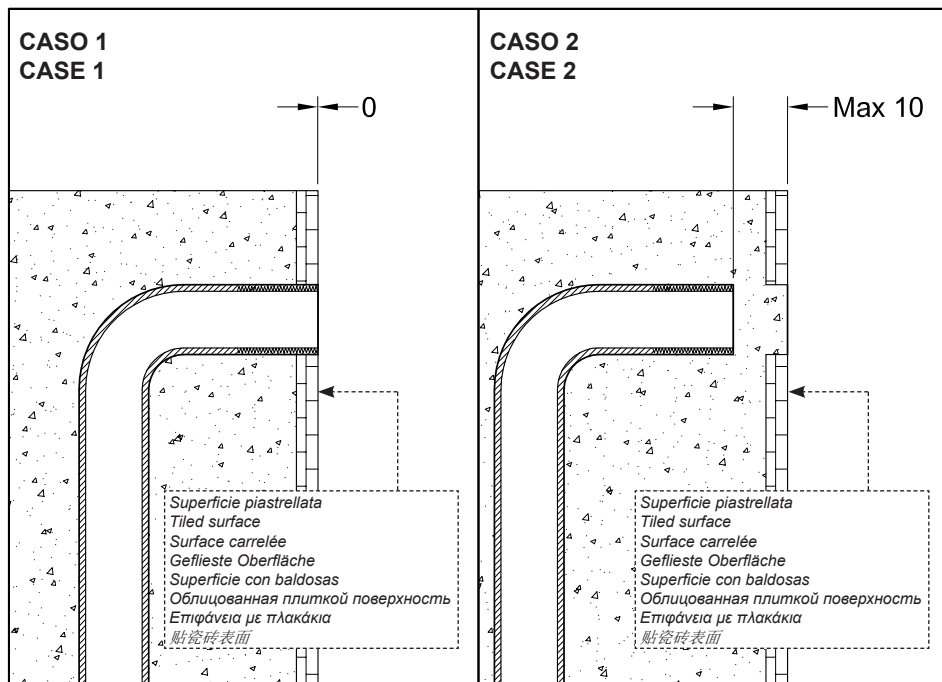 CASO 1
CASE 1
0
Superficie piastrellata
Tiled surface
Surface carrelée
Geflieste Oberfläche
Superficie con baldosas
Облицованная плиткой поверхность
Επιφάνεια με πλακάκια
贴瓷砖表面
CASO 2
CASE 2
Max 10
Superficie piastrellata
Tiled surface
Surface carrelée
Geflieste Oberfläche
Superficie con baldosas
Облицованная плиткой поверхность
Επιφάνεια με πλακάκια
贴瓷砖表面